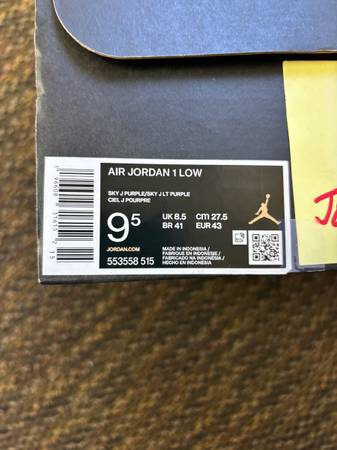 AIR JORDAN 1 LOW
SKY J PURPLE/SKY J LT PURPLE
CIEL J POURPRE
9.5
UK 8.5 cm 27.5
BR 41 EUR 43
JORDAN.COM
553558 515
MADE IN INDONESIA /
FABRIQUE EN INDONÉSIE /
FABRICADO NA INDONÉSIA /
HECHO EN INDONESIA